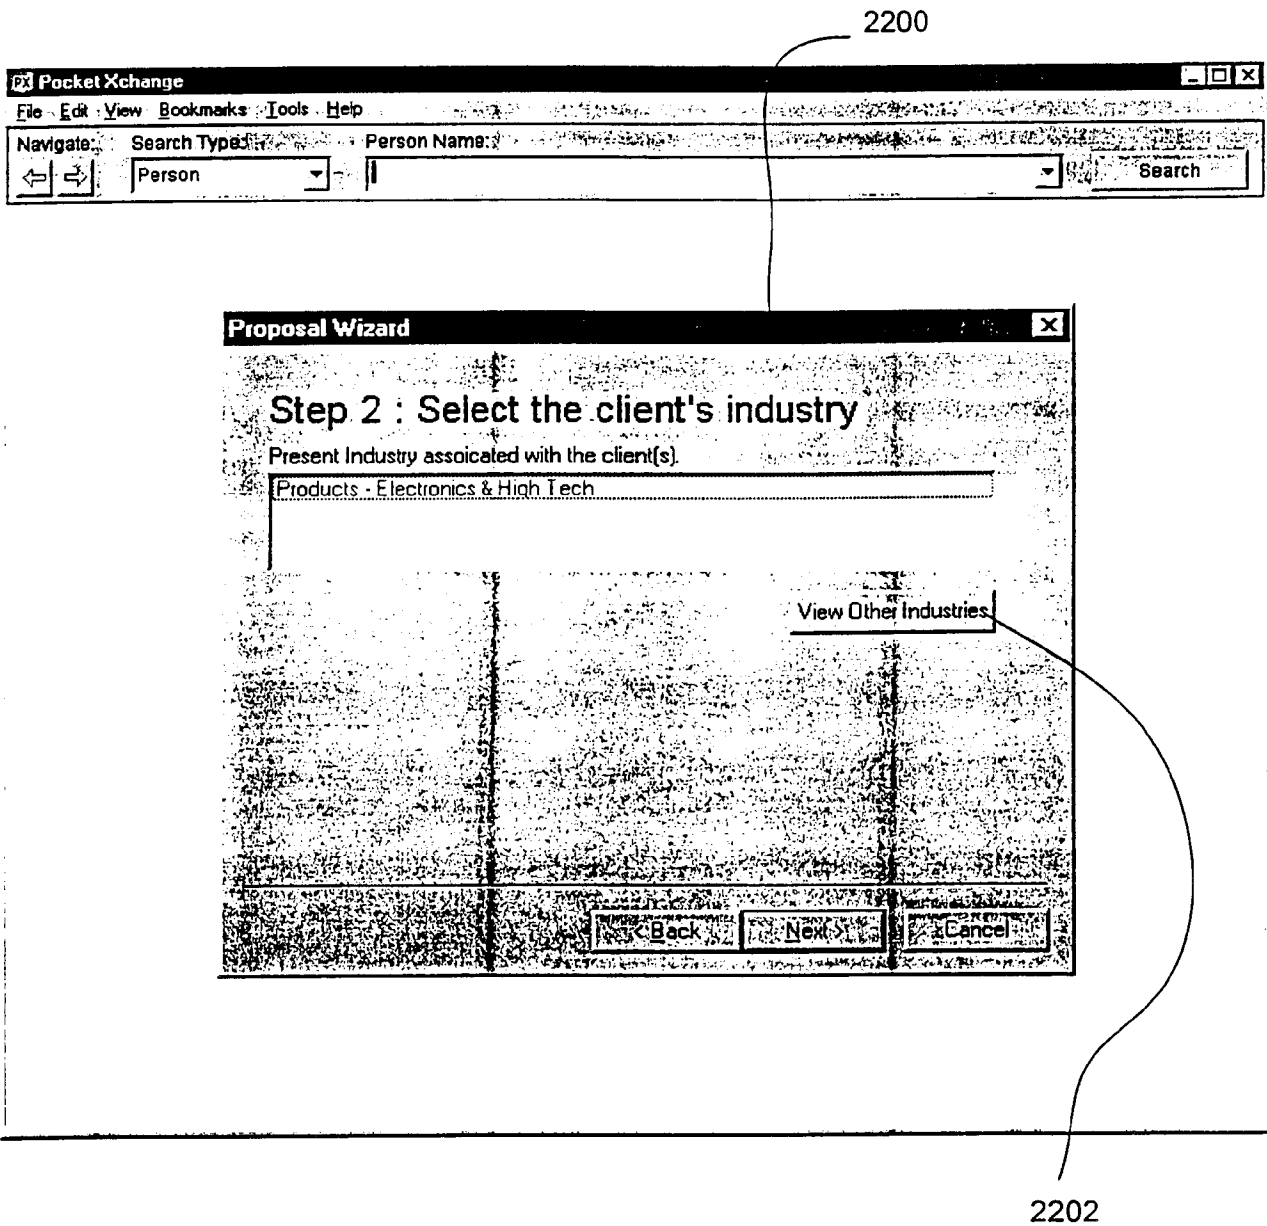 2200
PX Pocket Xchange
File Edit View Bookmarks Tools Help
Navigate: Search Type: Person Name:
Person Search
Proposal Wizard
Step 2 : Select the client's industry
Present Industry assoicated with the client(s).
Products - Electronics & High Tech
View Other Industries
< Back Next > Cancel
2202